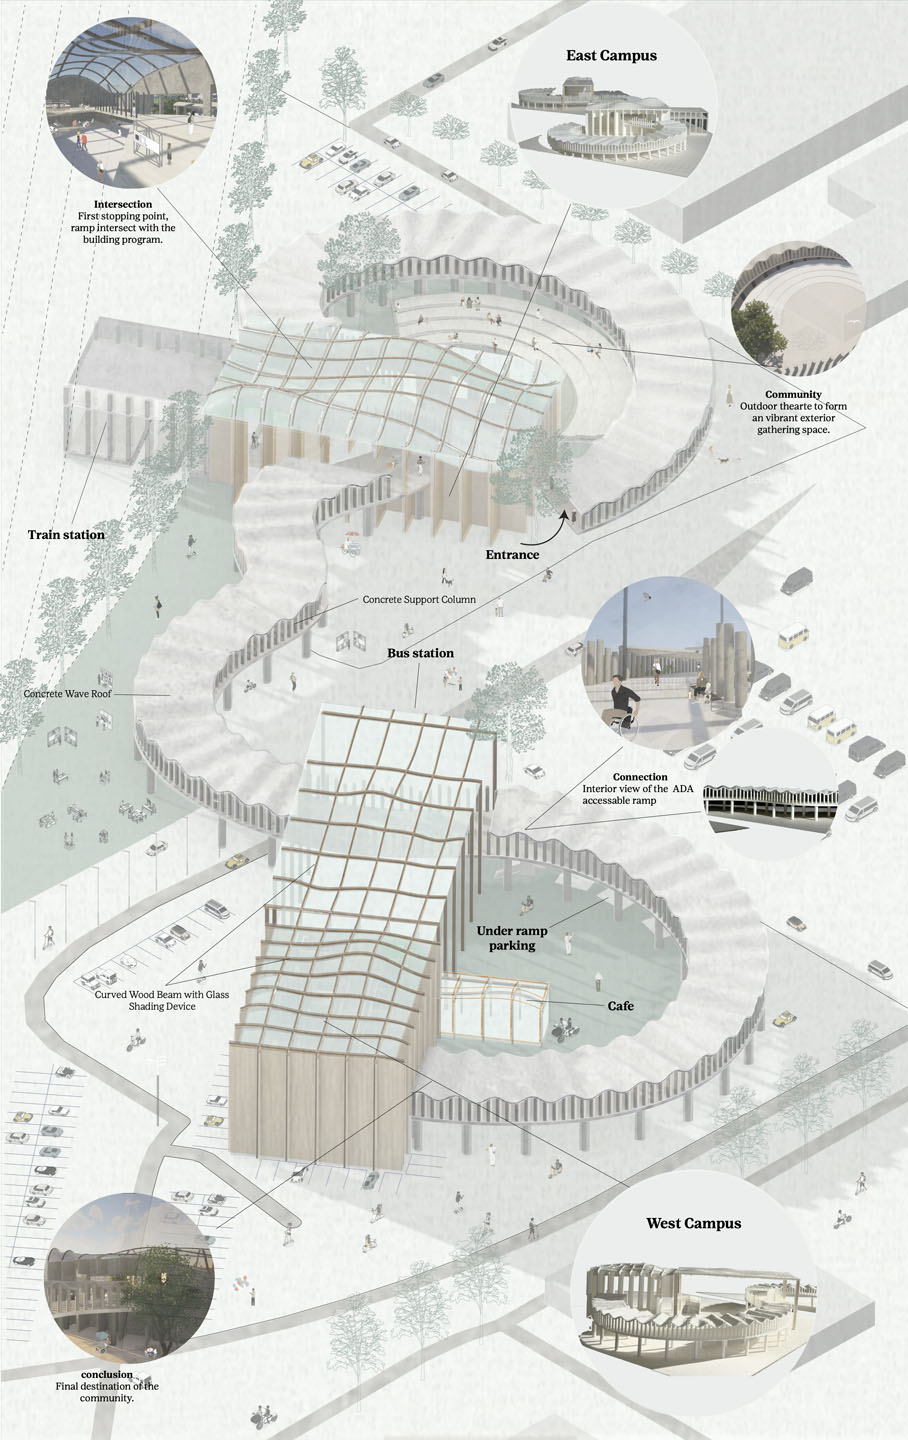 East Campus
Intersection
First stopping point,
ramp intersect with the
building program.
Community
Outdoor thearte to form
an vibrant exterior
gathering space.
Train station
Entrance
Concrete Support Column
Bus station
Concrete Wave Roof
Connection
Interior view of the ADA
accessable ramp
Under ramp
parking
Curved Wood Beam with Glass
Shading Device
Cafe
West Campus
conclusion
Final destination of the
community.